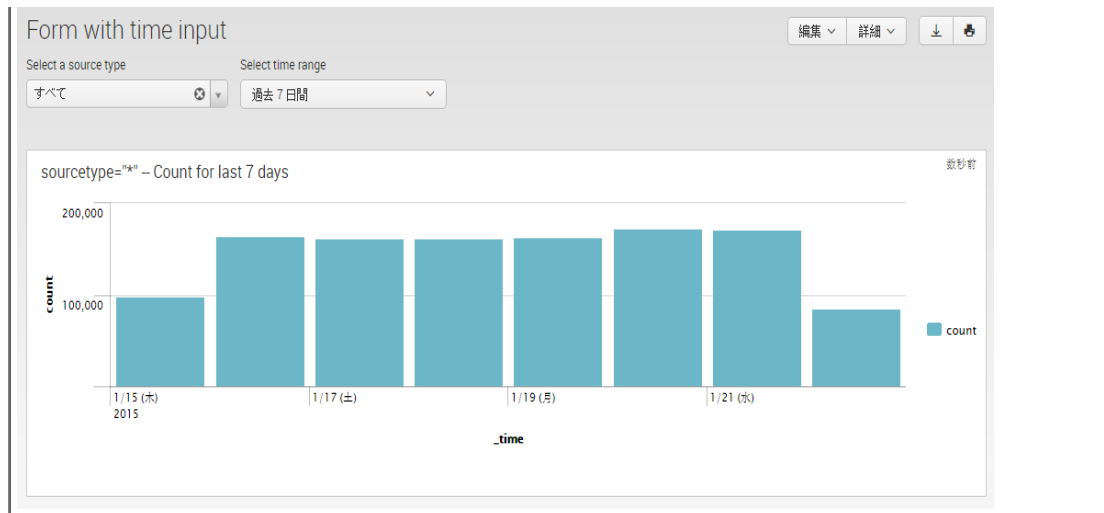 Form with time input
編集 詳細
Select a source type Select time range
すべて 過去 7 日間
sourcetype="*" – Count for last 7 days
数秒前
200,000
100,000
count
count
1/15 (木) 1/17 (土) 1/19 (月) 1/21 (水)
2015
_time